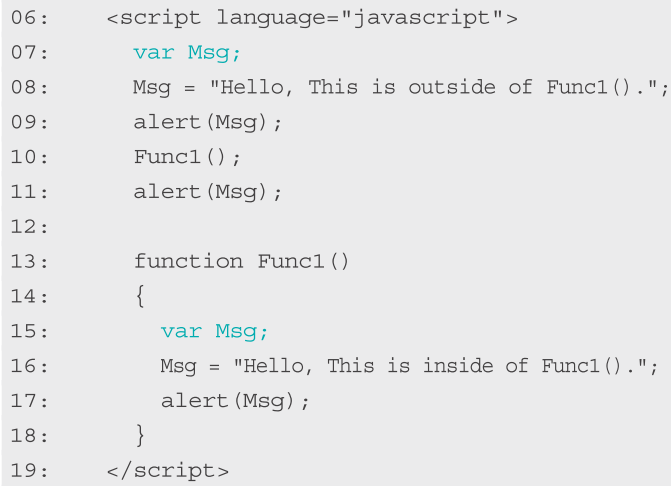 06: <script language="javascript">
07: var Msg;
08: Msg = "Hello, This is outside of Func1().";
09: alert(Msg);
10: Func1();
11: alert(Msg);
12:
13: function Func1()
14: {
15: var Msg;
16: Msg = "Hello, This is inside of Func1().";
17: alert(Msg);
18: }
19: </script>